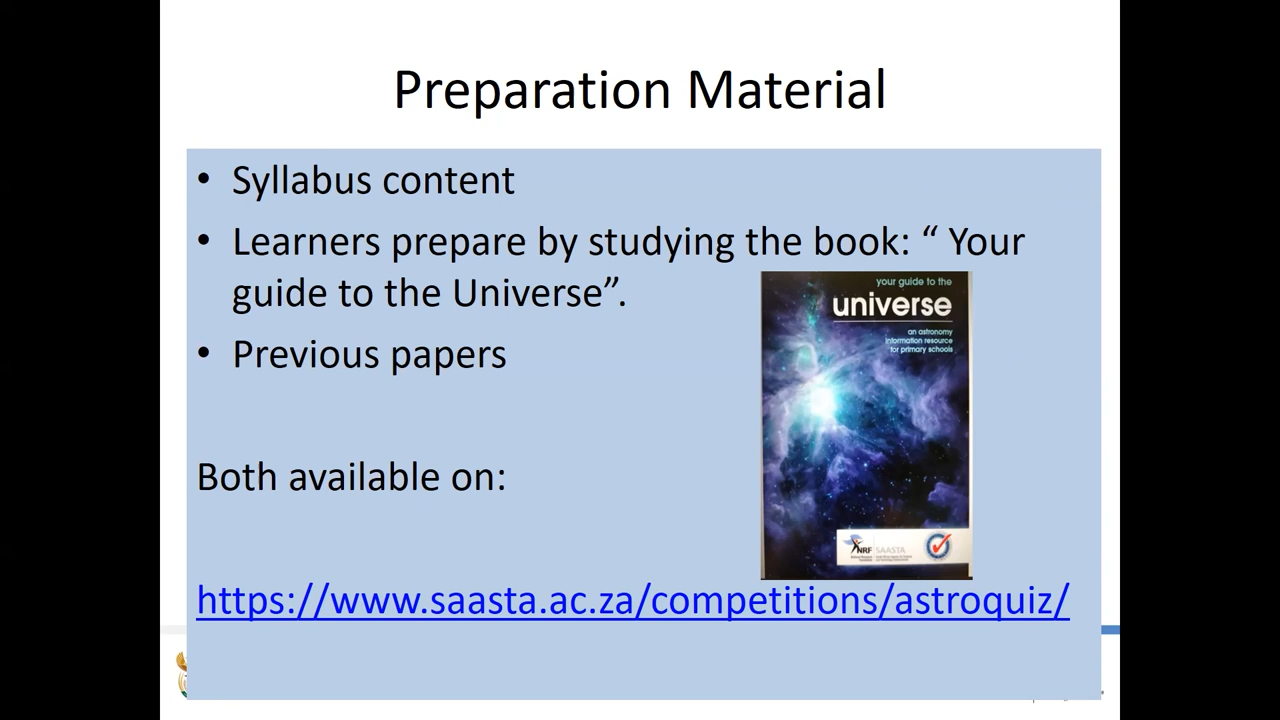 Preparation Material
• Syllabus content
• Learners prepare by studying the book: “ Your
guide to the Universe”.
• Previous papers
your guide to the
universe
an astronomy
information resource
for primary schools
NRF
SAASTA
Both available on:
https://www.saasta.ac.za/competitions/astroquiz/